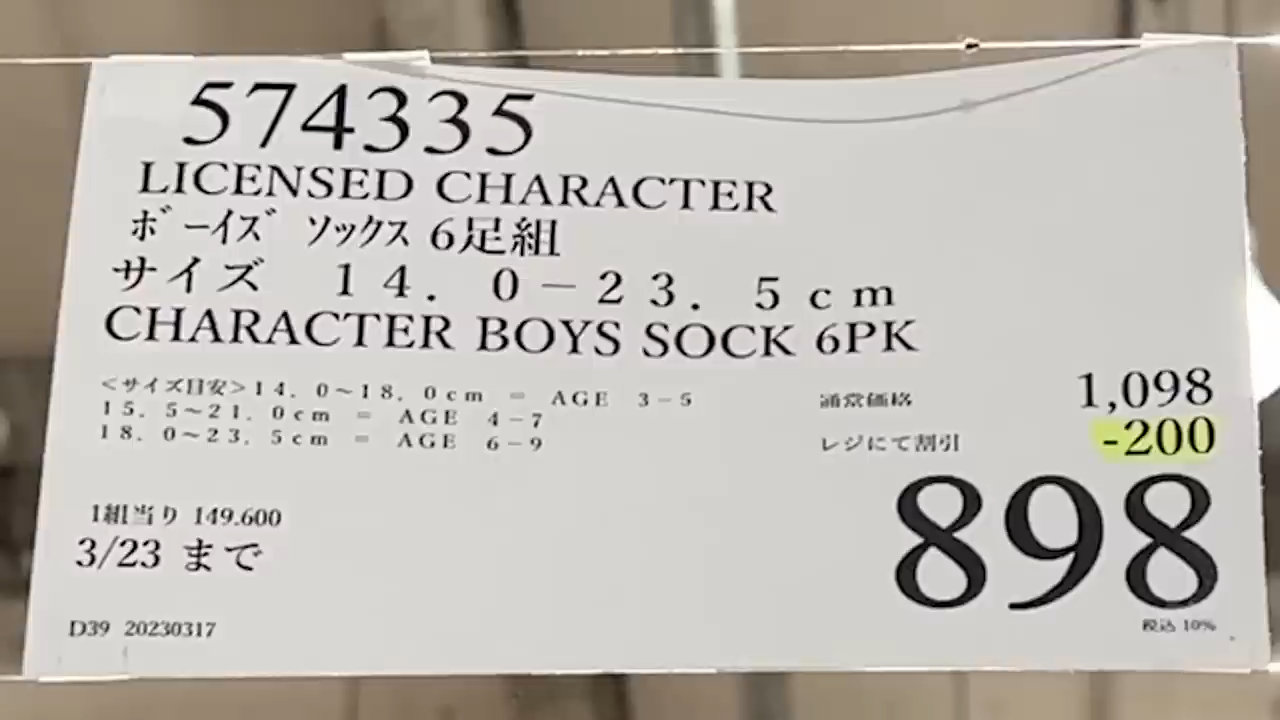 574335
LICENSED CHARACTER
ボーイズ ソックス 6足組
サイズ 14.0-23.5cm
CHARACTER BOYS SOCK 6PK
<サイズ目安>14.0~18.0cm = AGE 3-5
15.5~21.0cm = AGE 4-7
18.0~23.5cm = AGE 6-9
通常価格 1,098
レジにて割引 -200
898
税込 10%
1組当り 149.600
3/23 まで
D39 20230317